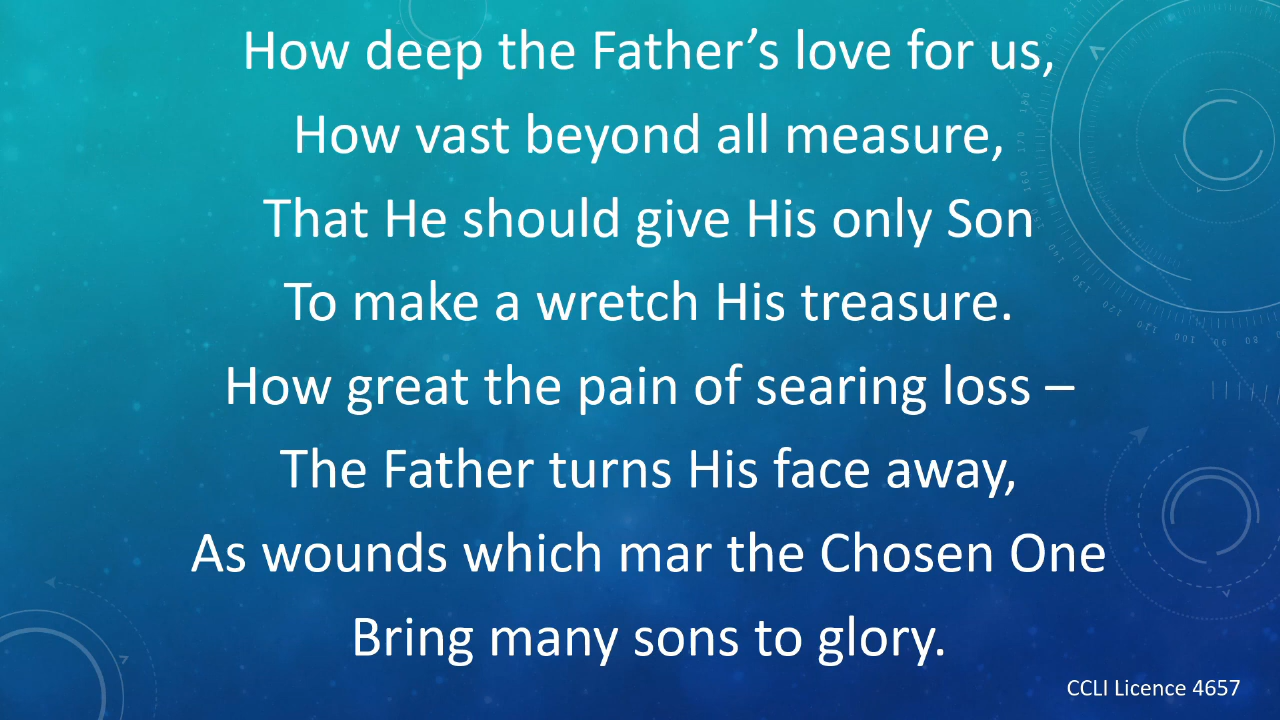 How deep the Father’s love for us,
How vast beyond all measure,
That He should give His only Son
To make a wretch His treasure.
How great the pain of searing loss –
The Father turns His face away,
As wounds which mar the Chosen One
Bring many sons to glory.
CCLI Licence 4657